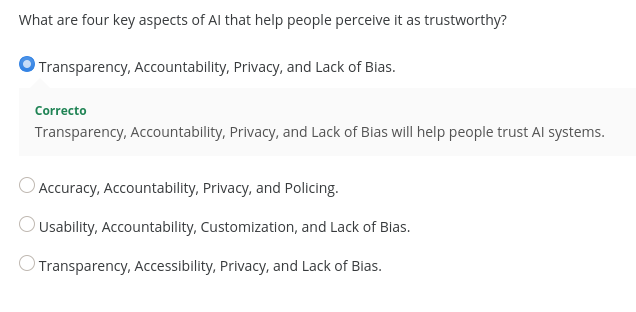 What are four key aspects of AI that help people perceive it as trustworthy?
Transparency, Accountability, Privacy, and Lack of Bias.
Correcto
Transparency, Accountability, Privacy, and Lack of Bias will help people trust AI systems.
Accuracy, Accountability, Privacy, and Policing.
Usability, Accountability, Customization, and Lack of Bias.
Transparency, Accessibility, Privacy, and Lack of Bias.